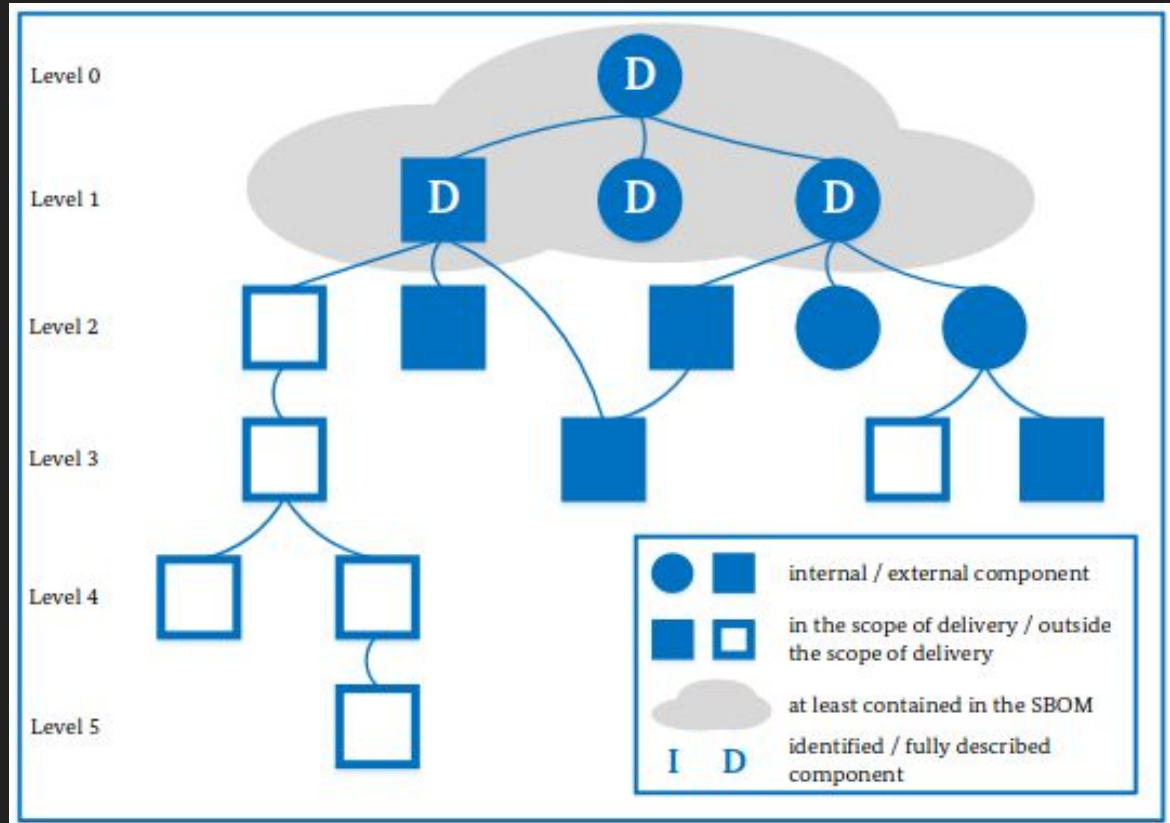 Level 0
D
Level 1
D
D
D
Level 2
Level 3
Level 4
Level 5
internal / external component
in the scope of delivery / outside
the scope of delivery
at least contained in the SBOM
I D
identified / fully described
component